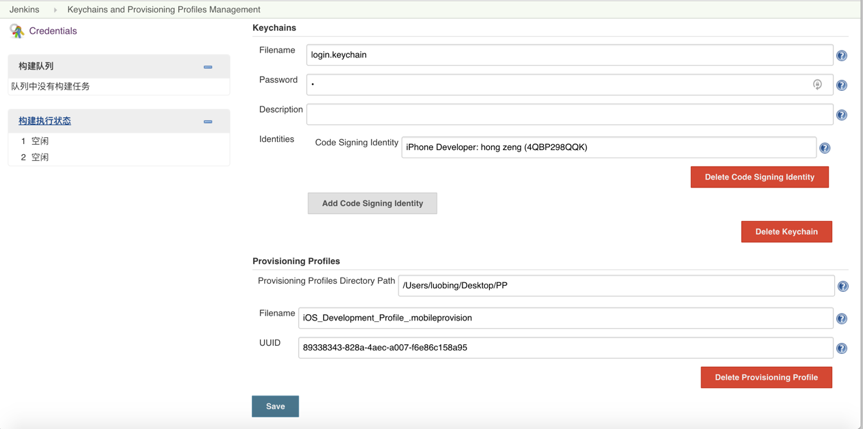 Jenkins Keychains and Provisioning Profiles Management
Credentials
构建队列
队列中没有构建任务
构建执行状态
1 空闲
2 空闲
Keychains
Filename login.keychain
Password •
Description
Identities Code Signing Identity iPhone Developer: hong zeng (4QBP298QQK)
Delete Code Signing Identity
Add Code Signing Identity
Delete Keychain
Provisioning Profiles
Provisioning Profiles Directory Path /Users/luobing/Desktop/PP
Filename iOS_Development_Profile_.mobileprovision
UUID 89338343-828a-4aec-a007-f6e86c158a95
Delete Provisioning Profile
Save